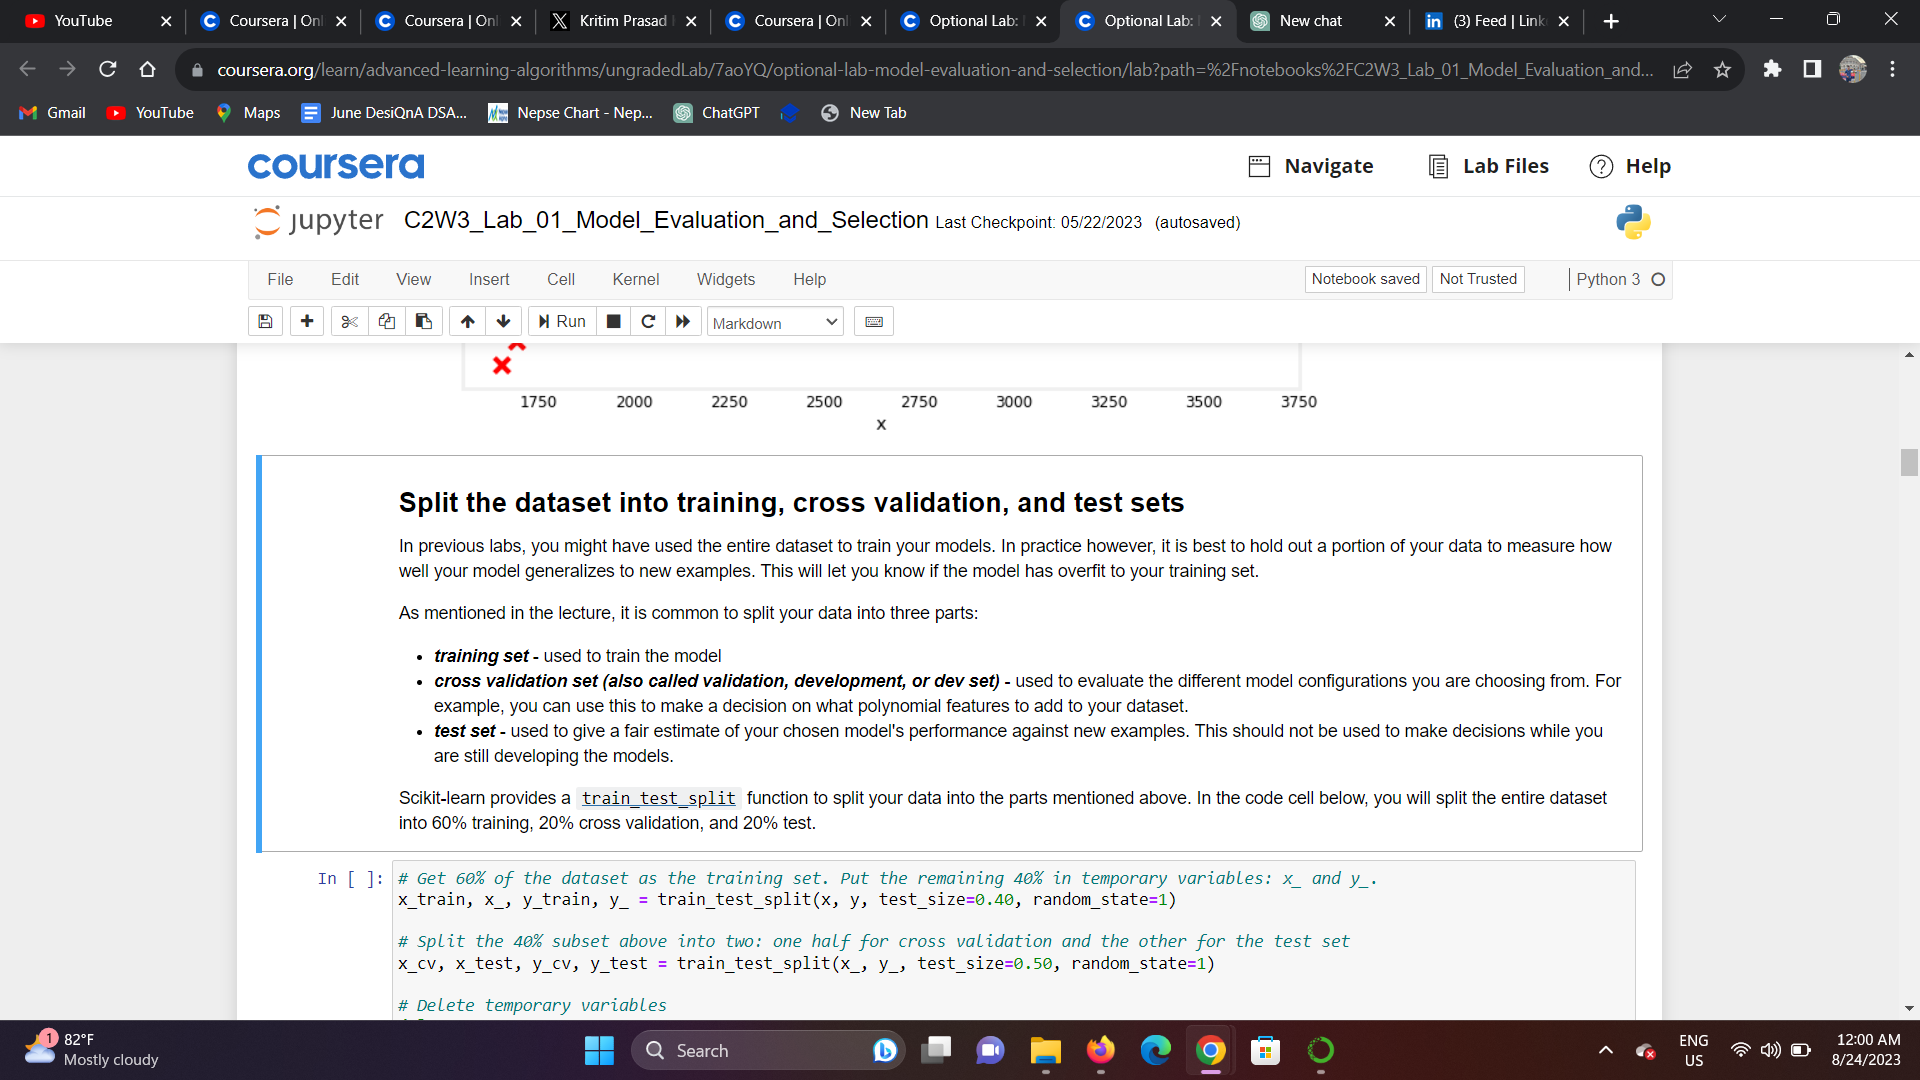 YouTube
Coursera | Onl
Coursera | Onl
Kritim Prasad
Coursera | Onl
Optional Lab:
Optional Lab:
New chat
(3) Feed | Link
coursera.org/learn/advanced-learning-algorithms/ungradedLab/7aoYQ/optional-lab-model-evaluation-and-selection/lab?path=%2Fnotebooks%2FC2W3_Lab_01_Model_Evaluation_and...
Gmail
YouTube
Maps
June DesiQnA DSA...
Nepse Chart - Nep...
ChatGPT
New Tab
coursera
Navigate
Lab Files
Help
jupyter C2W3_Lab_01_Model_Evaluation_and_Selection Last Checkpoint: 05/22/2023 (autosaved)
File Edit View Insert Cell Kernel Widgets Help
Notebook saved Not Trusted Python 3
Run Markdown
1750 2000 2250 2500 2750 3000 3250 3500 3750
x
Split the dataset into training, cross validation, and test sets
In previous labs, you might have used the entire dataset to train your models. In practice however, it is best to hold out a portion of your data to measure how
well your model generalizes to new examples. This will let you know if the model has overfit to your training set.
As mentioned in the lecture, it is common to split your data into three parts:
• training set - used to train the model
• cross validation set (also called validation, development, or dev set) - used to evaluate the different model configurations you are choosing from. For
example, you can use this to make a decision on what polynomial features to add to your dataset.
• test set - used to give a fair estimate of your chosen model's performance against new examples. This should not be used to make decisions while you
are still developing the models.
Scikit-learn provides a train_test_split function to split your data into the parts mentioned above. In the code cell below, you will split the entire dataset
into 60% training, 20% cross validation, and 20% test.
In [ ]: # Get 60% of the dataset as the training set. Put the remaining 40% in temporary variables: x_ and y_.
x_train, x_, y_train, y_ = train_test_split(x, y, test_size=0.40, random_state=1)
# Split the 40% subset above into two: one half for cross validation and the other for the test set
x_cv, x_test, y_cv, y_test = train_test_split(x_, y_, test_size=0.50, random_state=1)
# Delete temporary variables
1
82°F
Mostly cloudy
Search
ENG
US
12:00 AM
8/24/2023